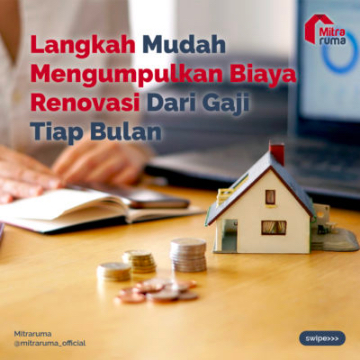 Mitra
ruma
Langkah Mudah
Mengumpulkan Biaya
Renovasi Dari Gaji
Tiap Bulan
Mitraruma
@mitraruma_official
swipe>>>